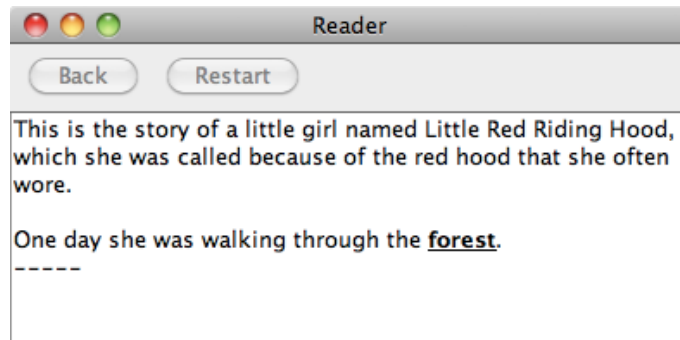 Reader
Back Restart
This is the story of a little girl named Little Red Riding Hood,
which she was called because of the red hood that she often
wore.
One day she was walking through the forest.
-----